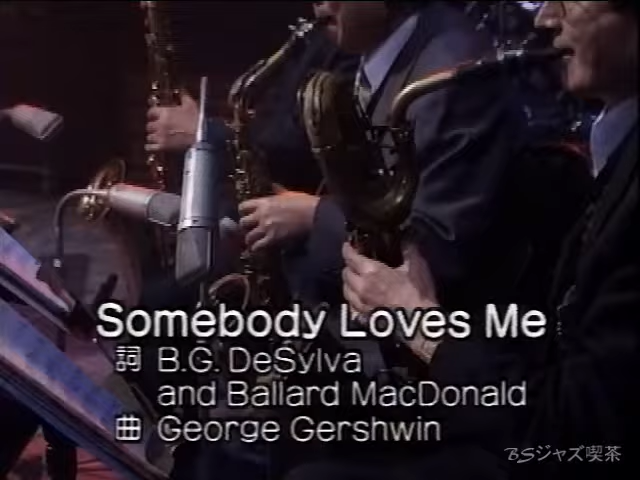 Somebody Loves Me
詞 B.G. DeSylva
and Ballard MacDonald
曲 George Gershwin
BSジャズ喫茶